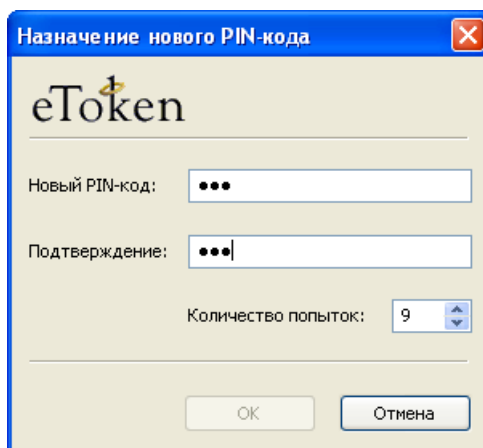 Назначение нового PIN-кода
eToken
Новый PIN-код: •••
Подтверждение: •••
Количество попыток: 9
OK Отмена